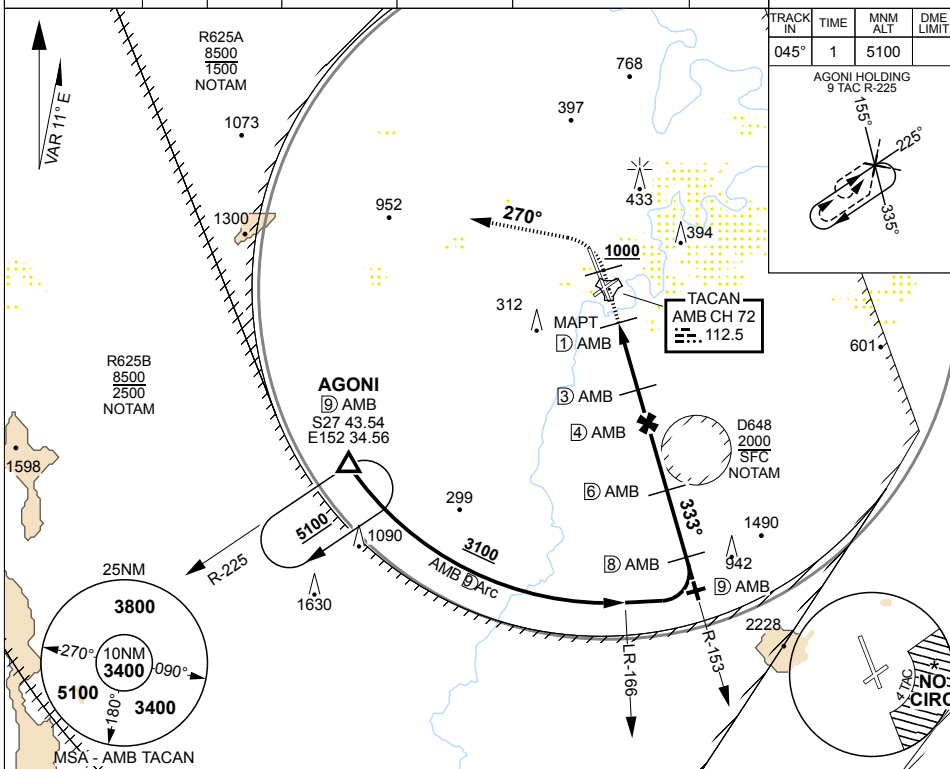 TRACK IN
TIME
MNM ALT
DME LIMIT
045°
1
5100
AGONI HOLDING
9 TAC R-225
155°
225°
335°
VAR 11° E
R625A
8500
1500
NOTAM
1073
1300
952
768
397
433
394
270°
1000
312
MAPT
1 AMB
TACAN
AMB CH 72
112.5
601
R625B
8500
2500
NOTAM
1598
AGONI
9 AMB
S27 43.54
E152 34.56
3 AMB
4 AMB
D648
2000
SFC
NOTAM
6 AMB
333°
299
1490
5100
1090
3100
AMB 9 Arc
8 AMB
942
9 AMB
R-225
1630
2228
LR-166
R-153
25NM
3800
270°
10NM
3400
090°
5100
180°
3400
MSA - AMB TACAN
4 TAC
*
NO
CIRC